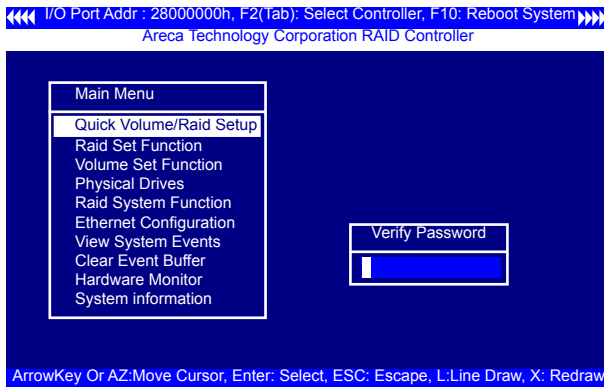 I/O Port Addr : 28000000h, F2(Tab): Select Controller, F10: Reboot System
Areca Technology Corporation RAID Controller
Main Menu
Quick Volume/Raid Setup
Raid Set Function
Volume Set Function
Physical Drives
Raid System Function
Ethernet Configuration
View System Events
Clear Event Buffer
Hardware Monitor
System information
Verify Password
ArrowKey Or AZ:Move Cursor, Enter: Select, ESC: Escape, L:Line Draw, X: Redraw